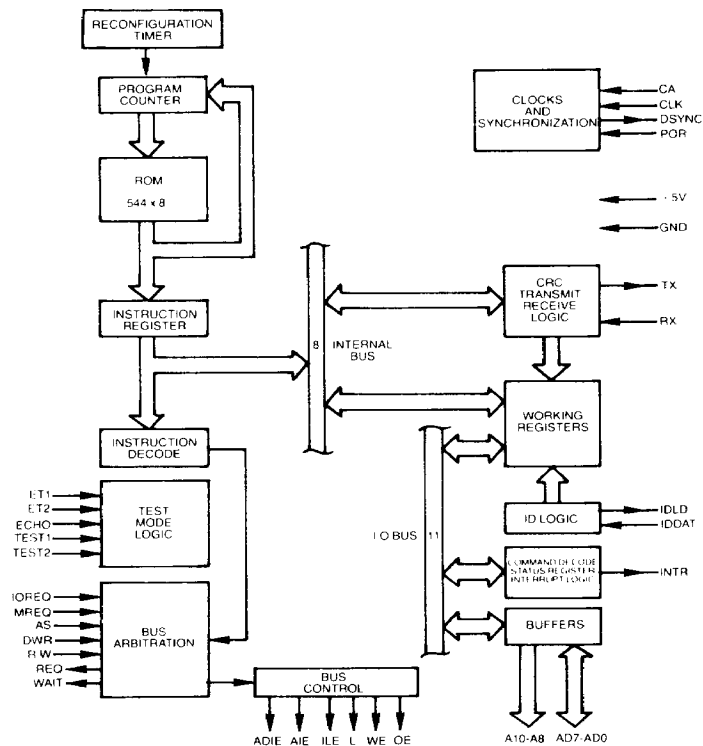 RECONFIGURATION
TIMER
PROGRAM
COUNTER
ROM
544 x 8
INSTRUCTION
REGISTER
INSTRUCTION
DECODE
ET1
ET2
ECHO
TEST1
TEST2
TEST
MODE
LOGIC
IOREQ
MREQ
AS
DWR
R W
REQ
WAIT
BUS
ARBITRATION
BUS
CONTROL
ADIE AIE ILE L WE OE
8 INTERNAL
BUS
I O BUS 11
CLOCKS
AND
SYNCHRONIZATION
CA
CLK
DSYNC
POR
+5V
GND
CRC
TRANSMIT
RECEIVE
LOGIC
TX
RX
WORKING
REGISTERS
ID LOGIC
IDLD
IDDAT
COMMAND DECODE
STATUS REGISTER
INTERRUPT LOGIC
INTR
BUFFERS
A10-A8 AD7-AD0